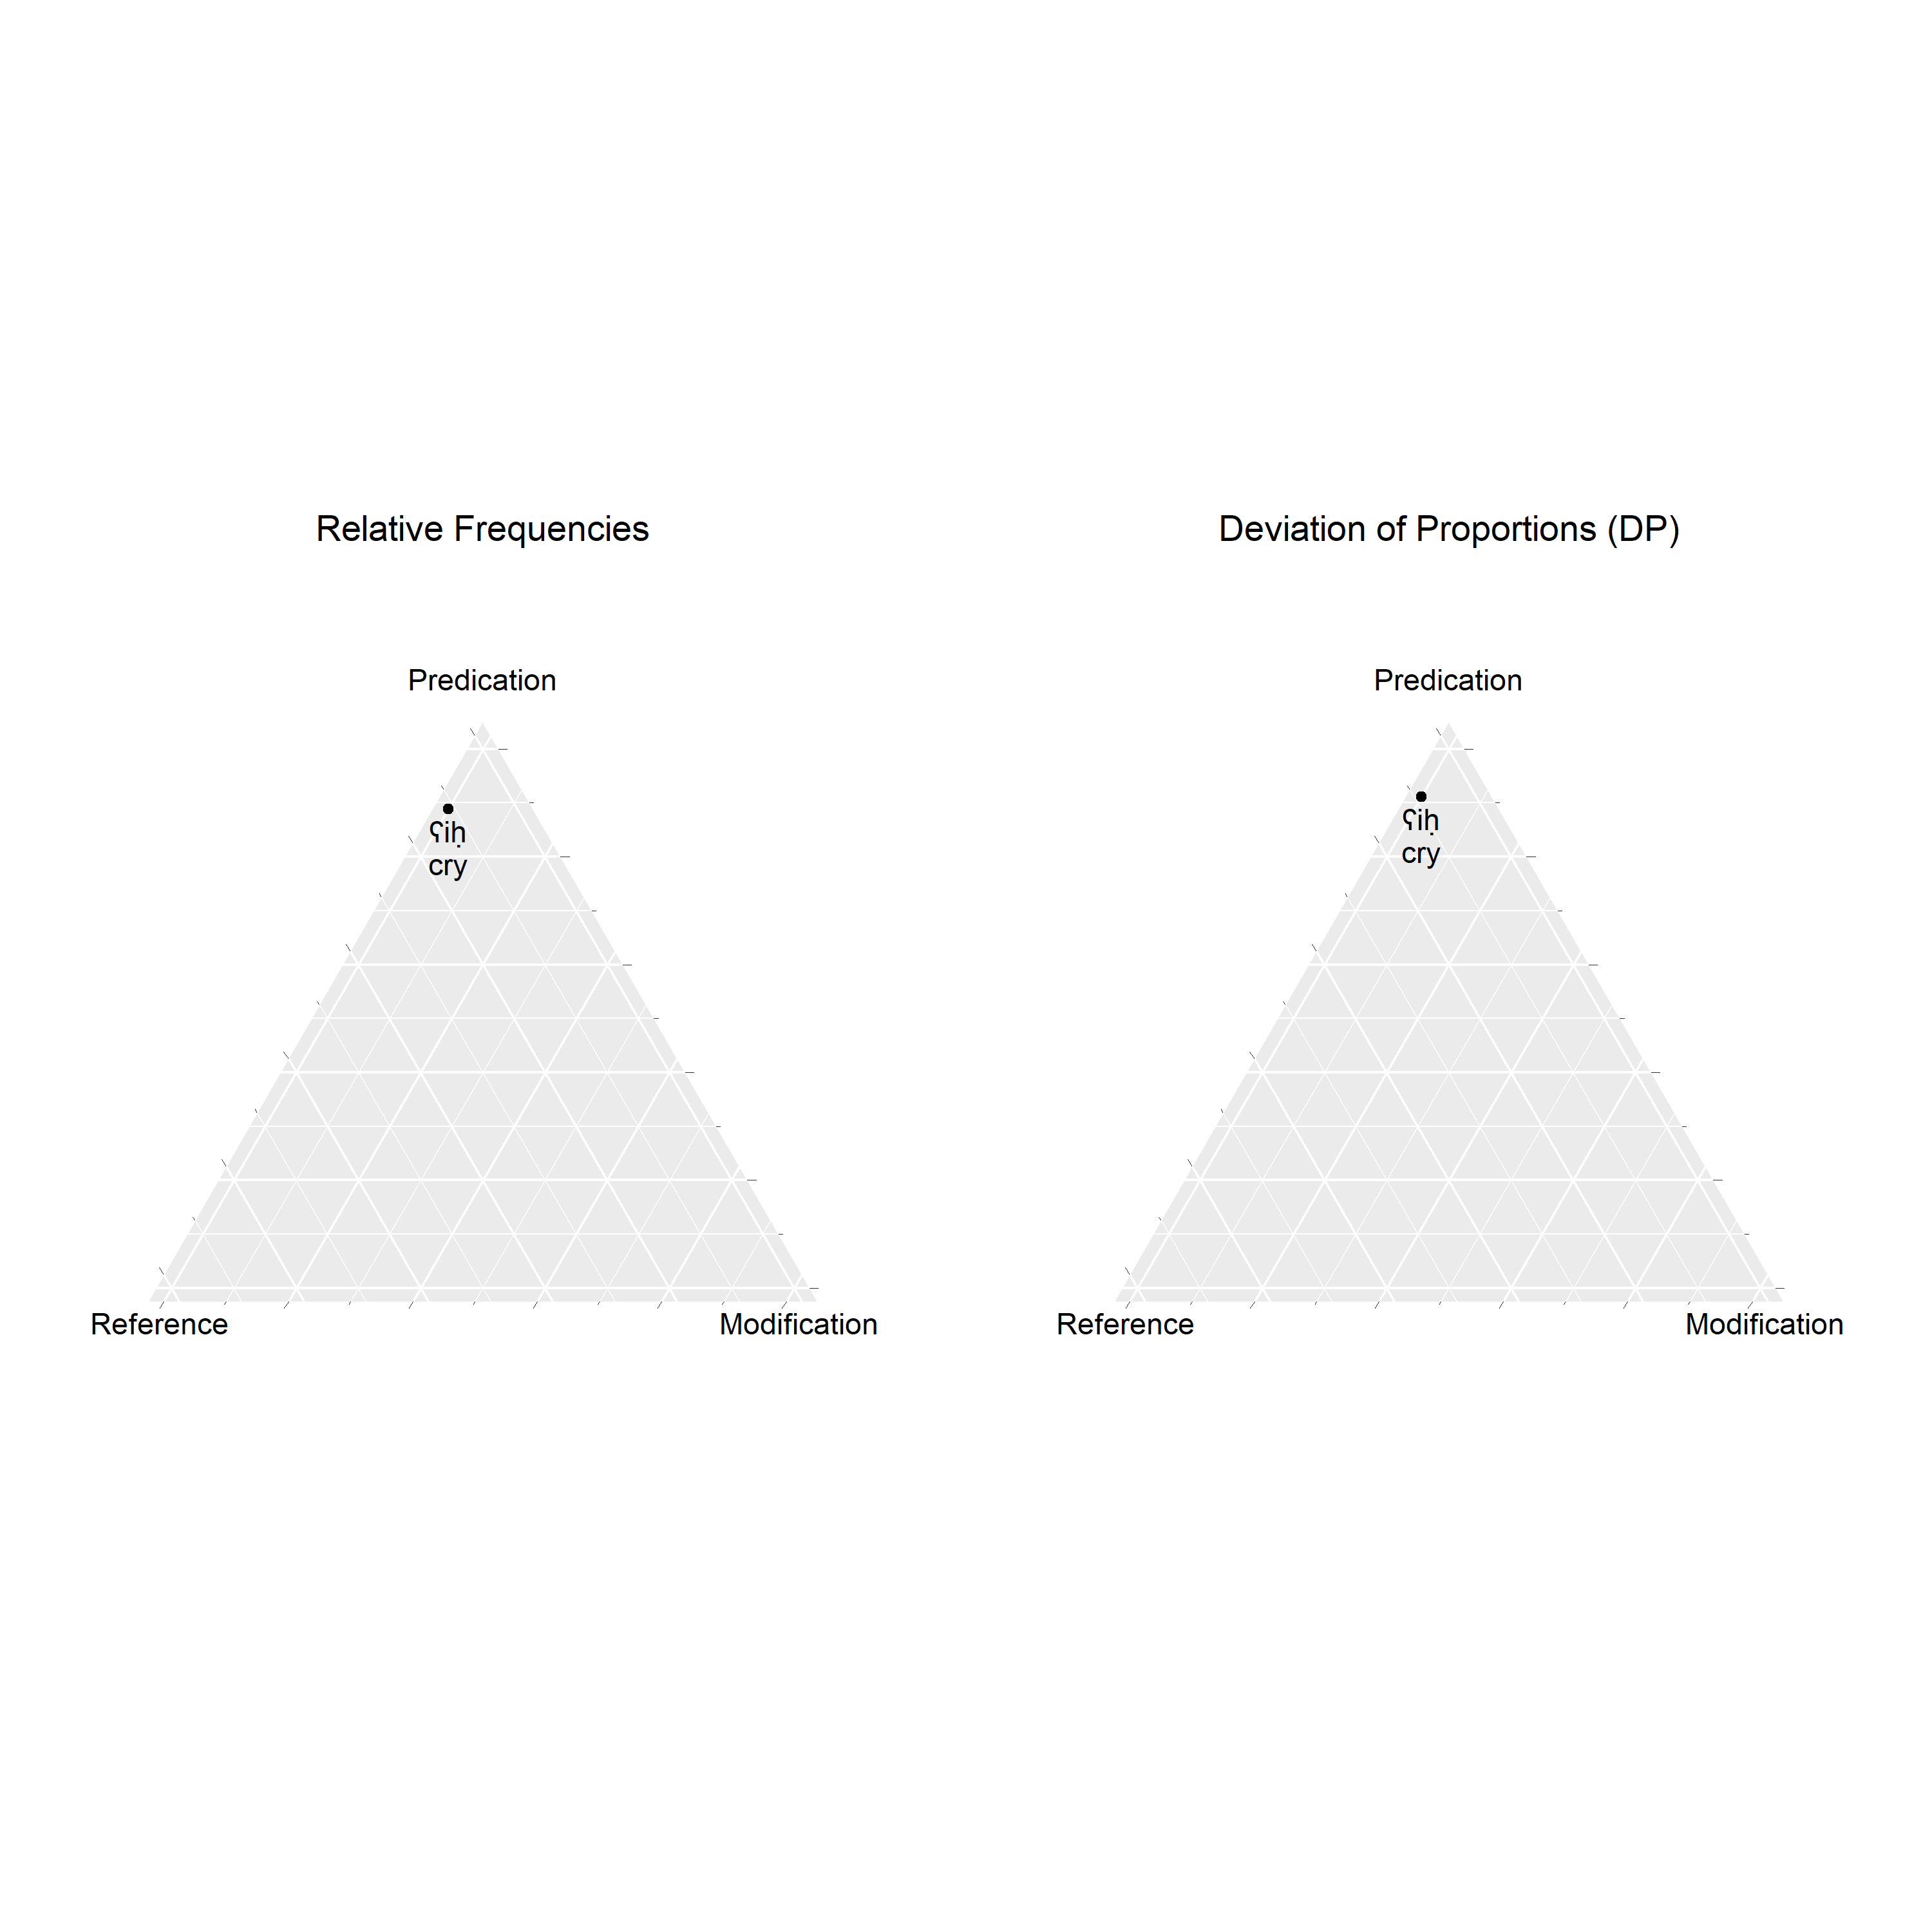 Relative Frequencies
Predication
ʕiḥ
cry
Reference
Modification
Deviation of Proportions (DP)
Predication
ʕiḥ
cry
Reference
Modification